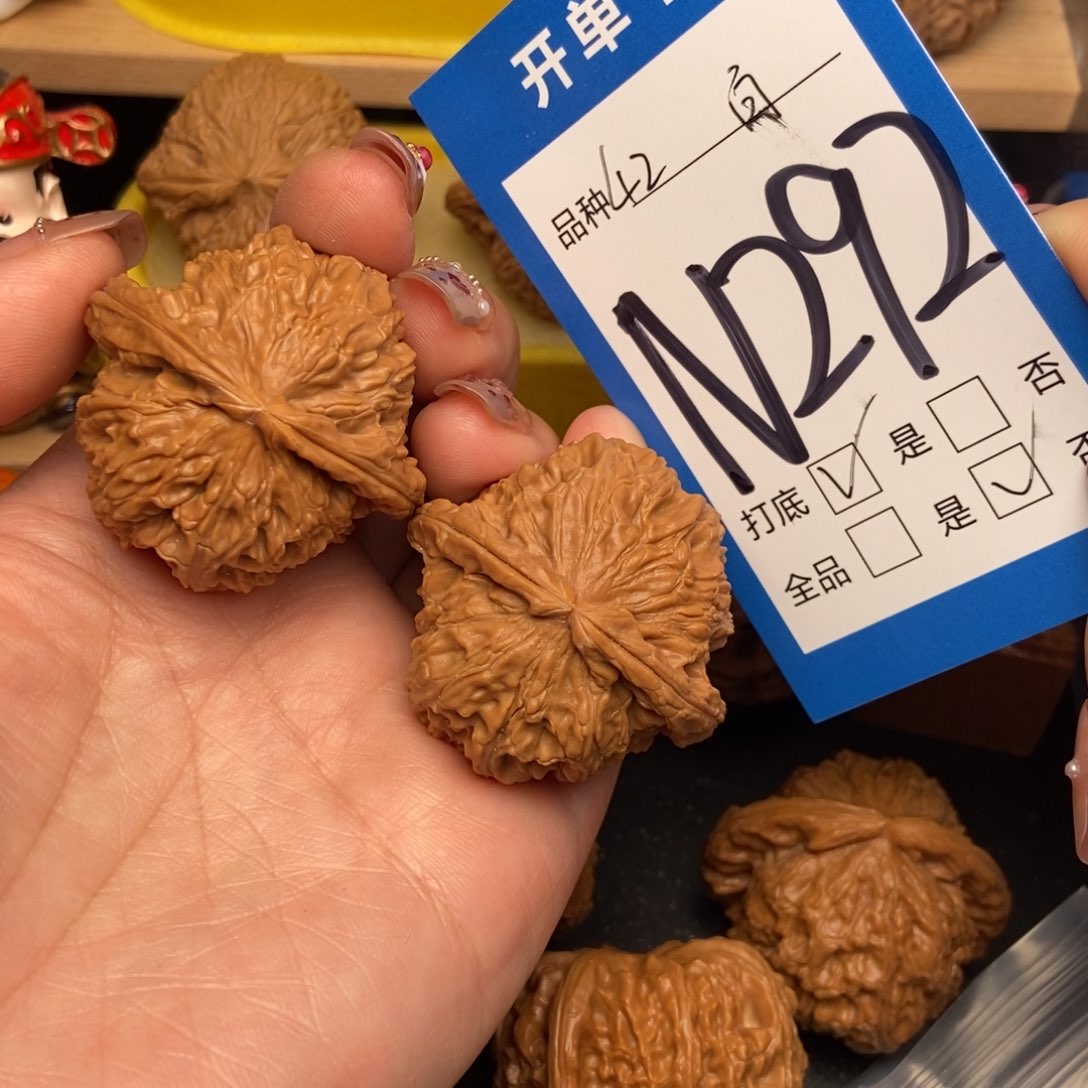 开单
品种 42
N292
打底 ☑ 是 ☐ 否
全品 ☐ 是 ☑ 否